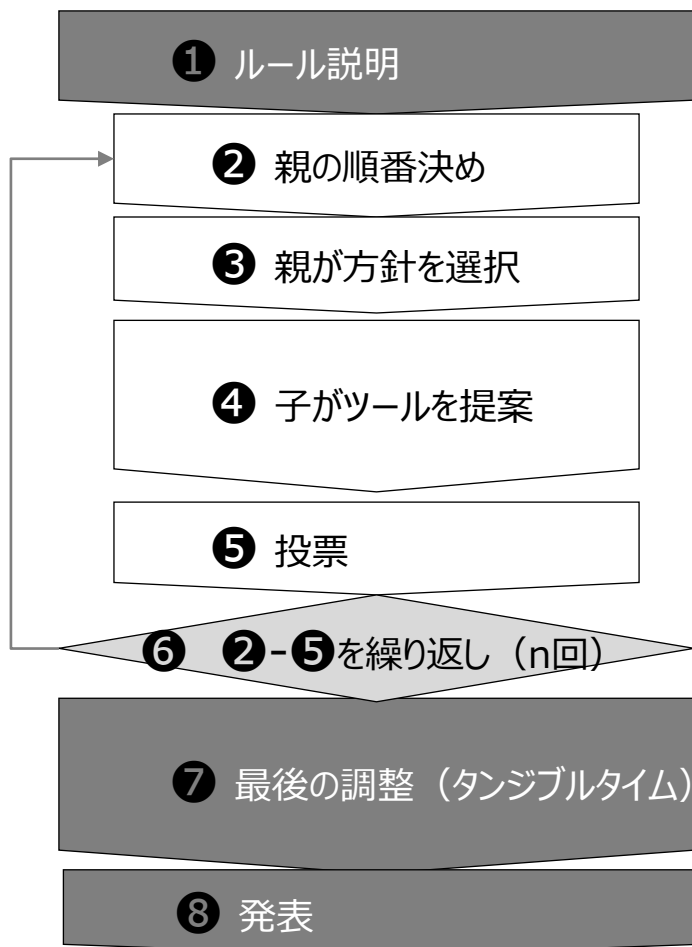 ❶ ルール説明
❷ 親の順番決め
❸ 親が方針を選択
❹ 子がツールを提案
❺ 投票
❻ ❷-❺を繰り返し（n回）
❼ 最後の調整（タンジブルタイム）
❽ 発表